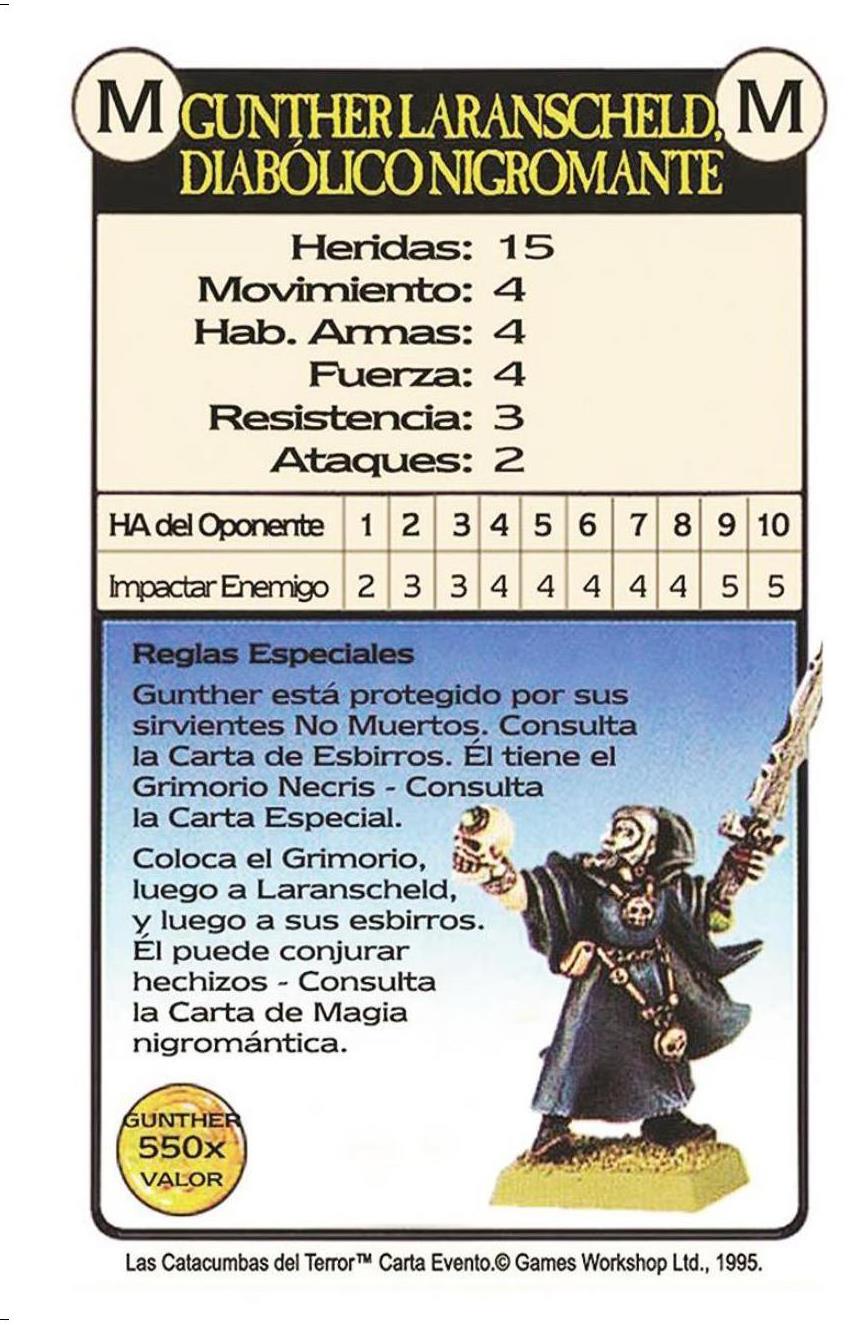 M GUNTHER LARANSCHELD, M
DIABÓLICO NIGROMANTE
Heridas: 15
Movimiento: 4
Hab. Armas: 4
Fuerza: 4
Resistencia: 3
Ataques: 2
HA del Oponente 1 2 3 4 5 6 7 8 9 10
Impactar Enemigo 2 3 3 4 4 4 4 4 5 5
Reglas Especiales
Gunther está protegido por sus
sirvientes No Muertos. Consulta
la Carta de Esbirros. Él tiene el
Grimorio Necris - Consulta
la Carta Especial.
Coloca el Grimorio,
luego a Laranscheld,
y luego a sus esbirros.
Él puede conjurar
hechizos - Consulta
la Carta de Magia
nigromántica.
GUNTHER
550x
VALOR
Las Catacumbas del Terror™ Carta Evento.© Games Workshop Ltd., 1995.